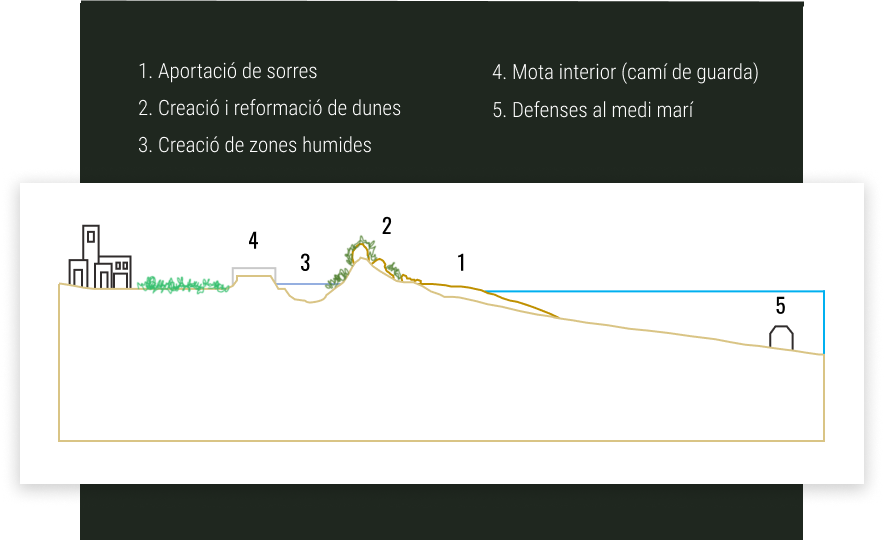 1. Aportació de sorres
2. Creació i reformació de dunes
3. Creació de zones humides
4. Mota interior (camí de guarda)
5. Defenses al medi marí
2
4
3
1
5